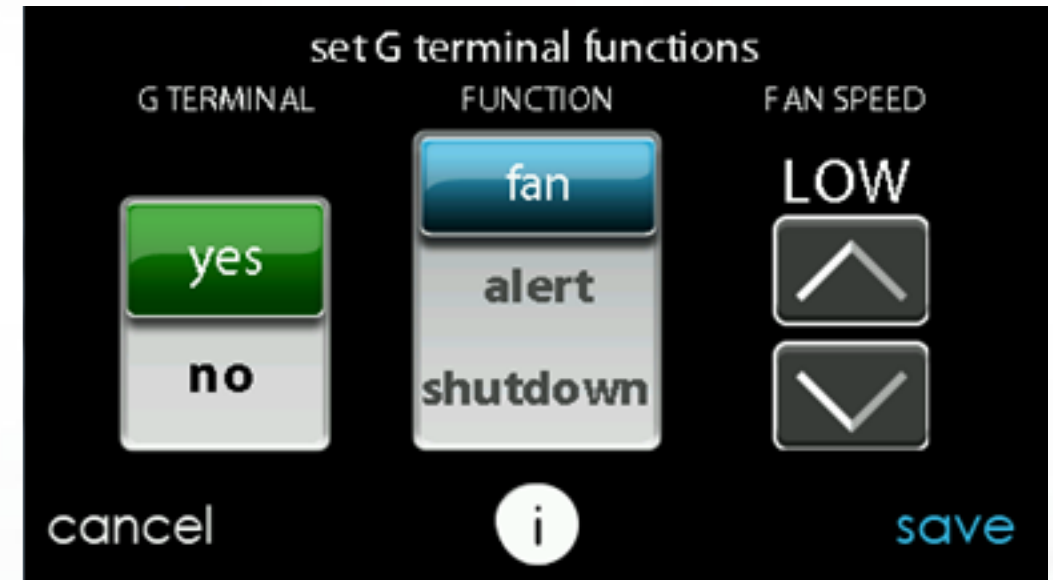 set G terminal functions
G TERMINAL FUNCTION FAN SPEED
fan LOW
yes
alert
no
shutdown
cancel i save